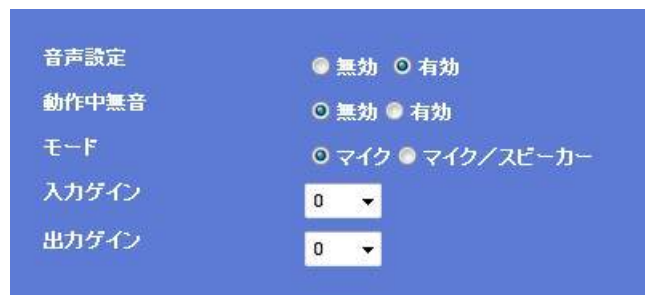 音声設定 無効 有効
動作中無音 無効 有効
モード マイク マイク／スピーカー
入力ゲイン 0
出力ゲイン 0